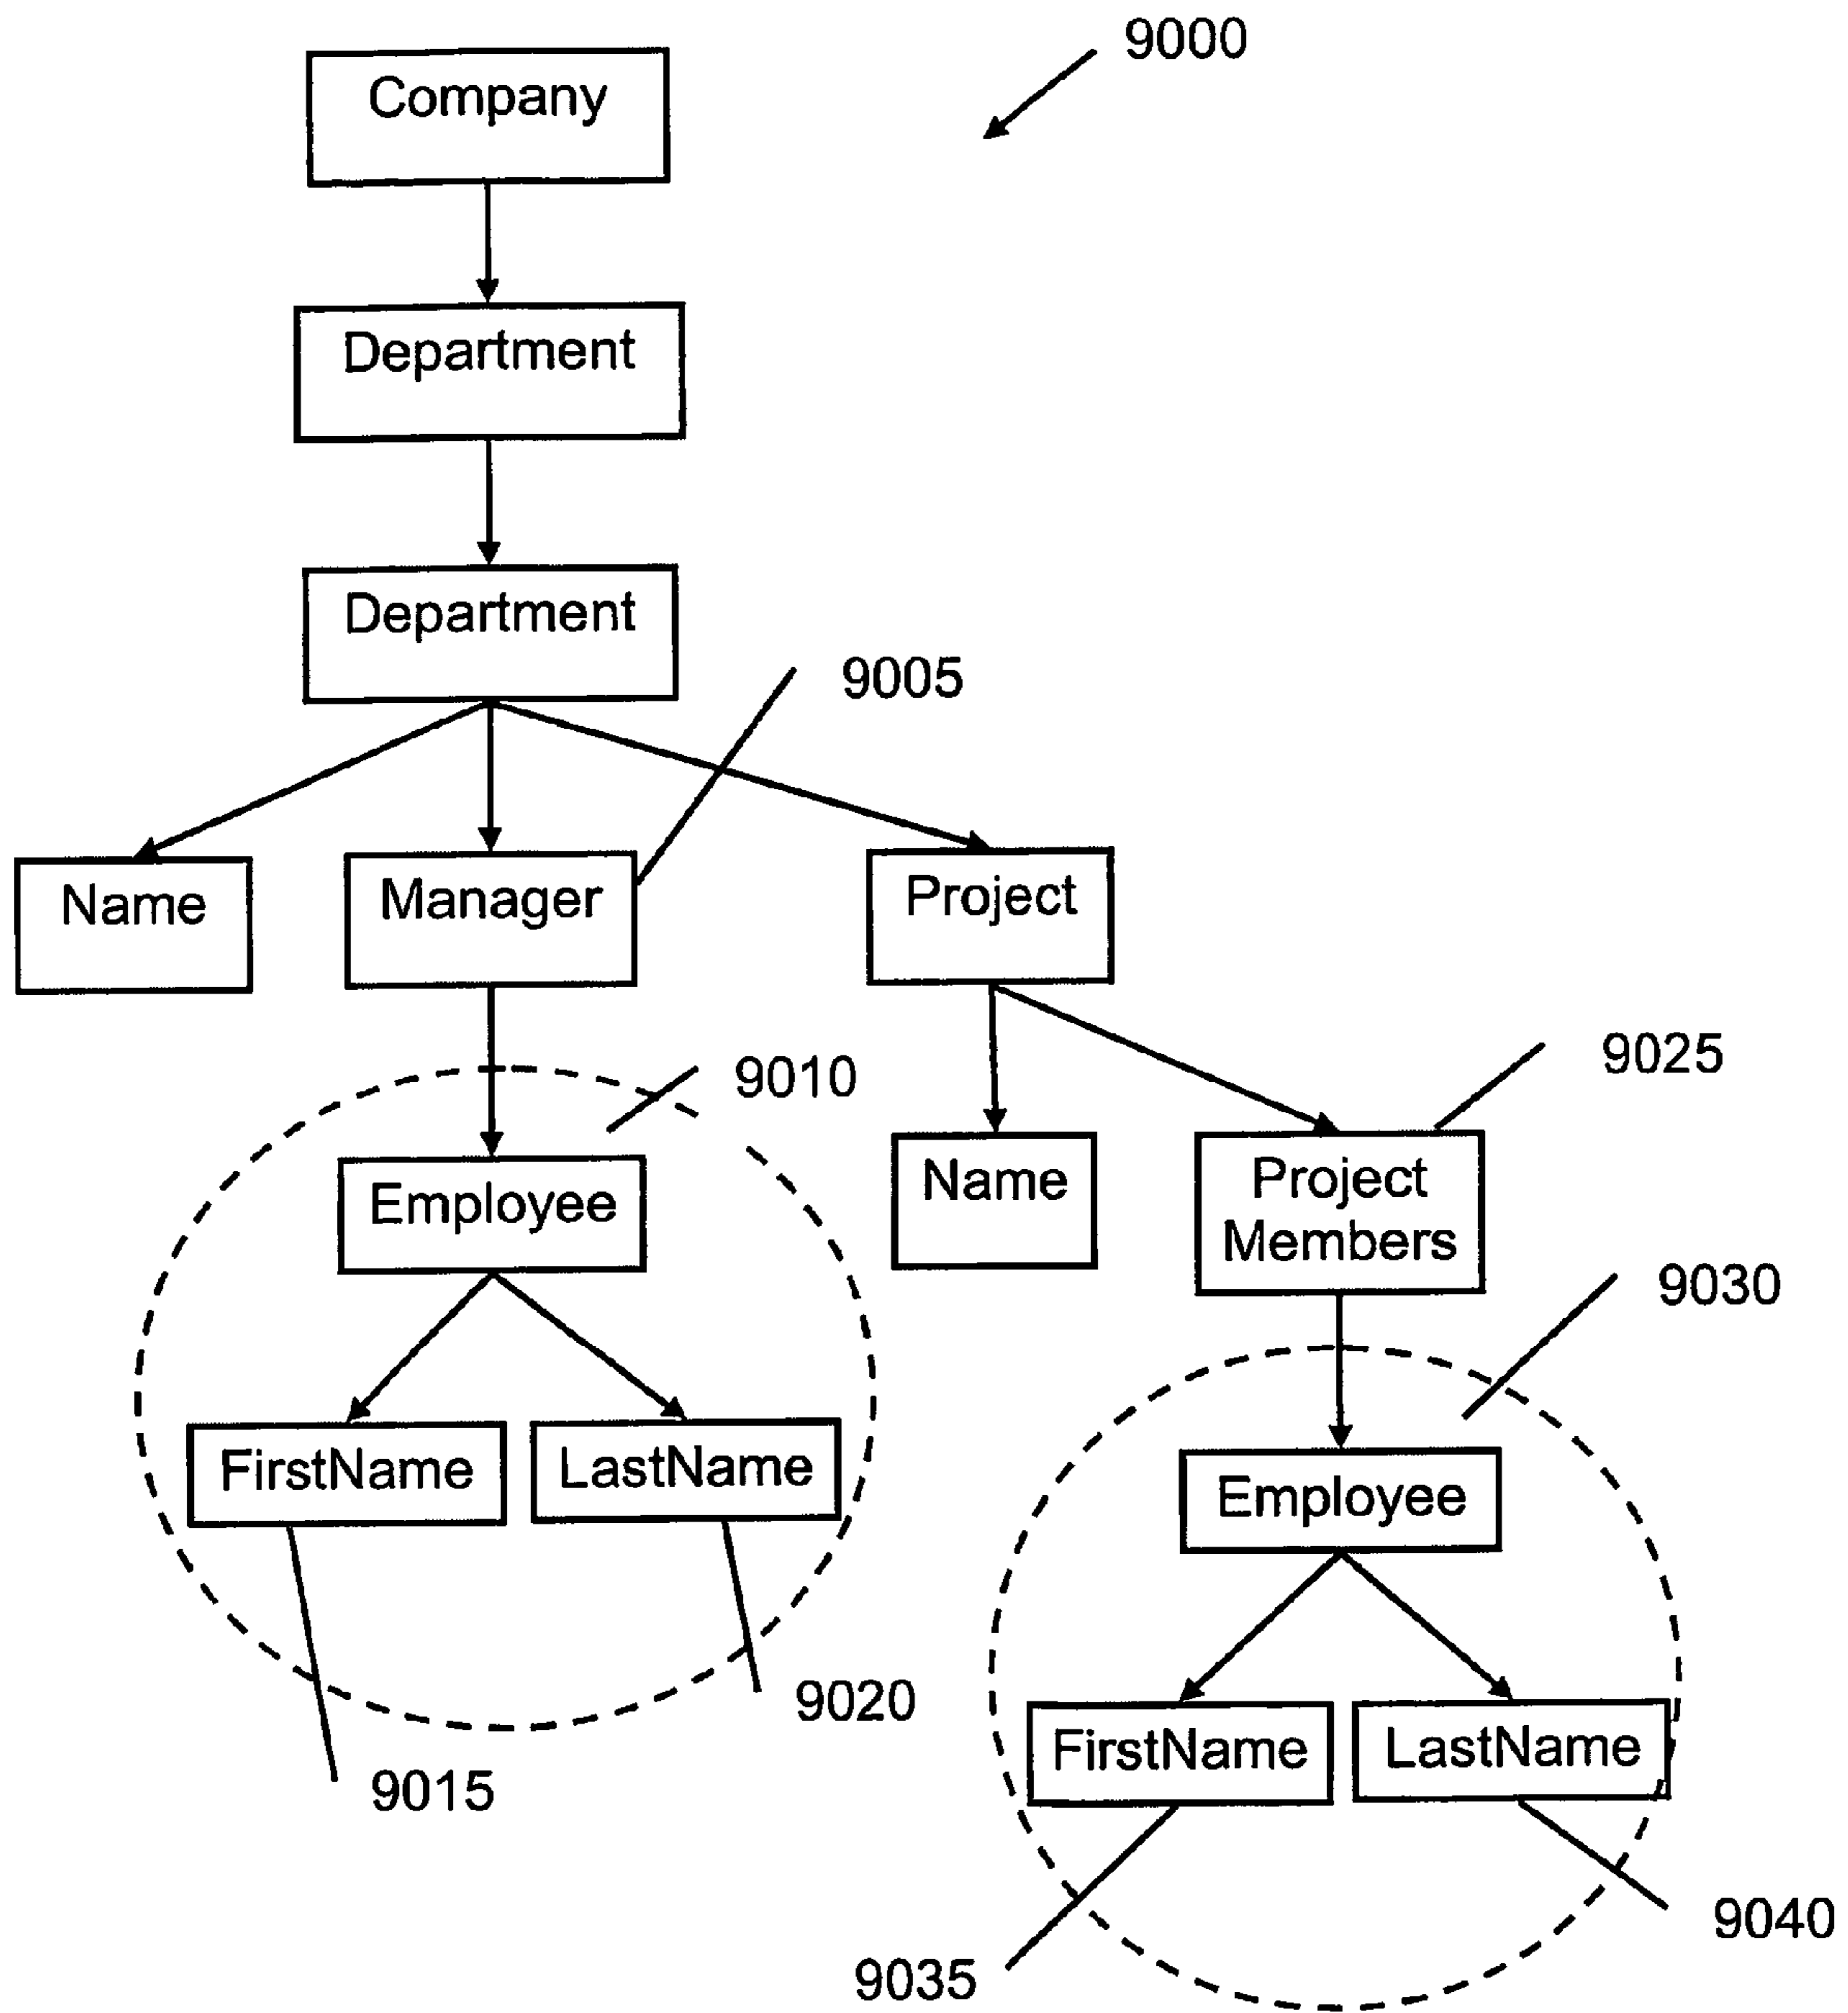 9000
Company
Department
Department
9005
Name
Manager
Project
9010
9025
Employee
Name
Project
Members
9030
FirstName
LastName
Employee
9020
9015
FirstName
LastName
9040
9035